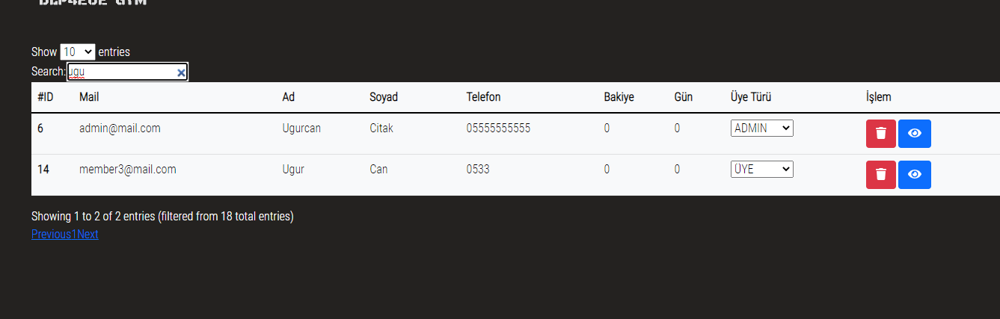 Show 10 entries
Search: ugu
#ID Mail Ad Soyad Telefon Bakiye Gün Üye Türü İşlem
6 admin@mail.com Ugurcan Citak 05555555555 0 0 ADMIN
14 member3@mail.com Ugur Can 0533 0 0 ÜYE
Showing 1 to 2 of 2 entries (filtered from 18 total entries)
Previous1Next